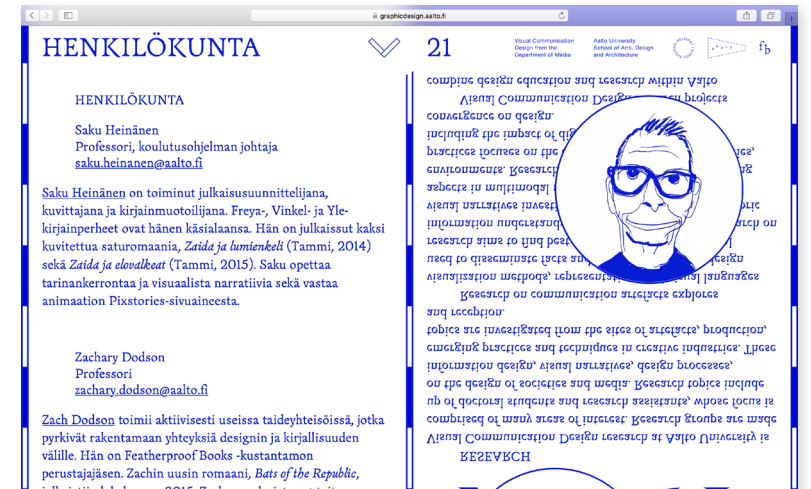 graphicdesign.aalto.fi
HENKILÖKUNTA
21
Visual Communication
Design from the
Department of Media
Aalto University
School of Arts, Design
and Architecture
fb
HENKILÖKUNTA
Saku Heinänen
Professori, koulutusohjelman johtaja
saku.heinanen@aalto.fi
Saku Heinänen on toiminut julkaisusuunnittelijana,
kuvittajana ja kirjainmuotoilijana. Freya-, Vinkel- ja Yle-
kirjainperheet ovat hänen käsialaansa. Hän on julkaissut kaksi
kuvitettua saturomaania, Zaida ja lumienkeli (Tammi, 2014)
sekä Zaida ja elovalkeat (Tammi, 2015). Saku opettaa
tarinankerrontaa ja visuaalista narratiivia sekä vastaa
animaation Pixstories-sivuaineesta.
Zachary Dodson
Professori
zachary.dodson@aalto.fi
Zach Dodson toimii aktiivisesti useissa taideyhteisöissä, jotka
pyrkivät rakentamaan yhteyksiä designin ja kirjallisuuden
välille. Hän on Featherproof Books -kustantamon
perustajajäsen. Zachin uusin romaani, Bats of the Republic,
RESEARCH
Visual Communication Design research at Aalto University is
comprised of many areas of interest. Research groups are made
up of doctoral students and research assistants, whose focus is
on the design of societies and media. Research topics include
information design, visual narratives, design processes,
emerging practices and techniques in creative industries. These
topics are investigated from the sites of artefacts, production,
and reception.
Research on communication artefacts explores
visualization methods, visual languages
used to disseminate facts and design
research aims to find best
information research on
visual narratives
aspects in multimodal
environments. Research
practices focuses on the
including the impact of
convergence on design.
Visual Communication projects
combine design education and research within Aalto